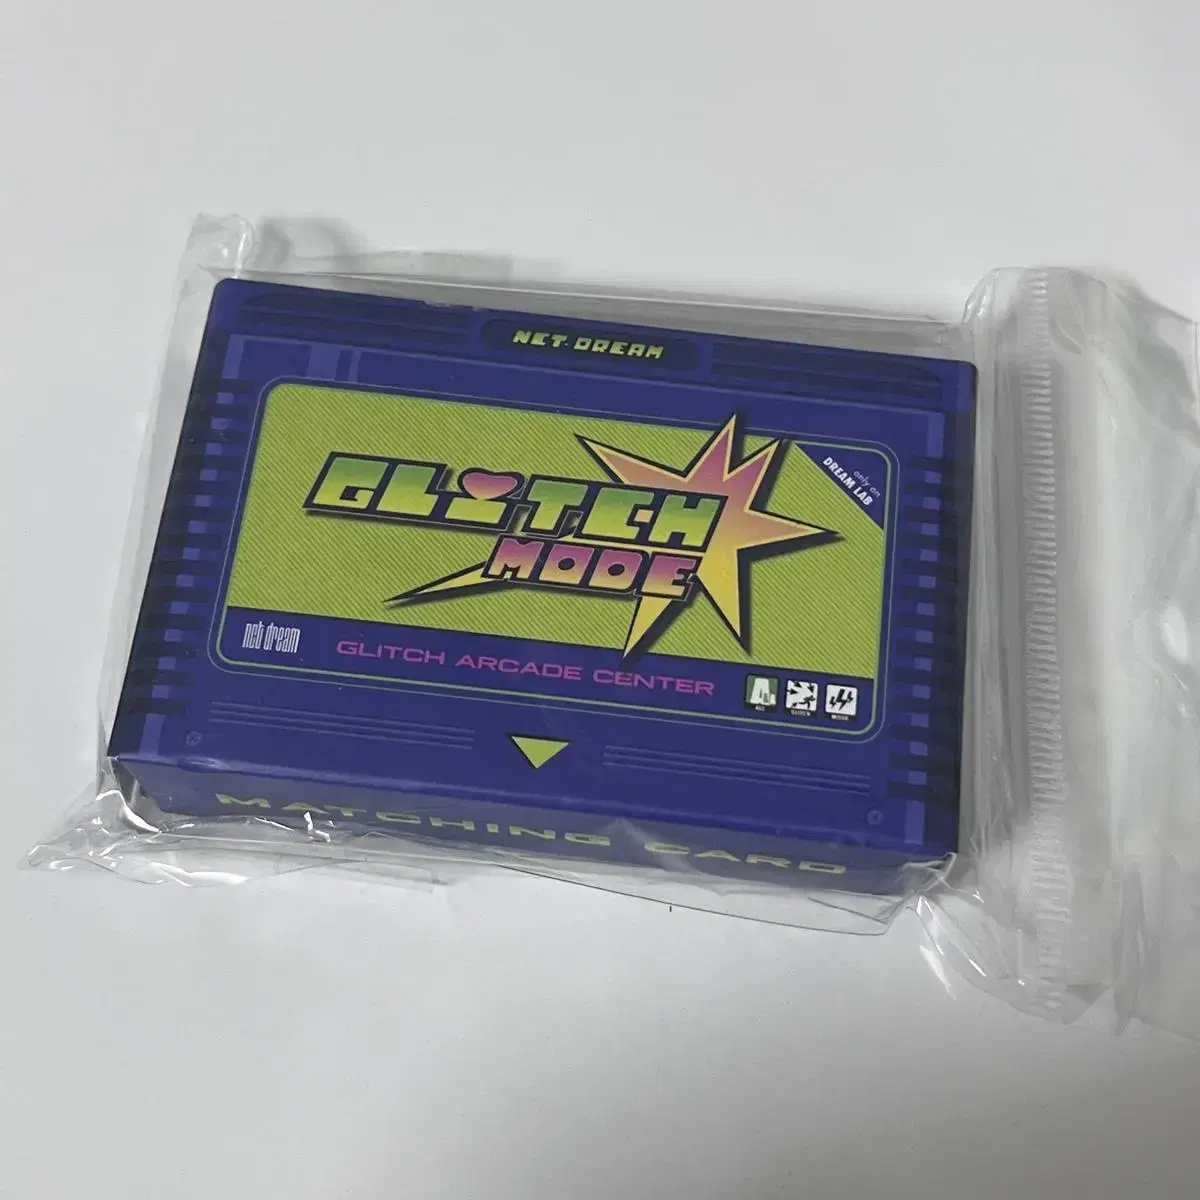 NCT·DREAM
only on
DREAM LAB
GLITCH
MODE
nct dream
GLITCH ARCADE CENTER
ALL
GLITCH
MODE
MATCHING CARD